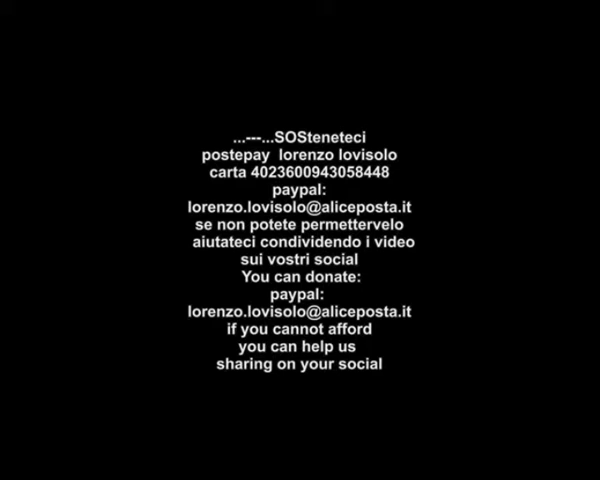 ...---...SOSteneteci
postepay lorenzo lovisolo
carta 4023600943058448
paypal:
lorenzo.lovisolo@aliceposta.it
se non potete permettervelo
aiutateci condividendo i video
sui vostri social
You can donate:
paypal:
lorenzo.lovisolo@aliceposta.it
if you cannot afford
you can help us
sharing on your social